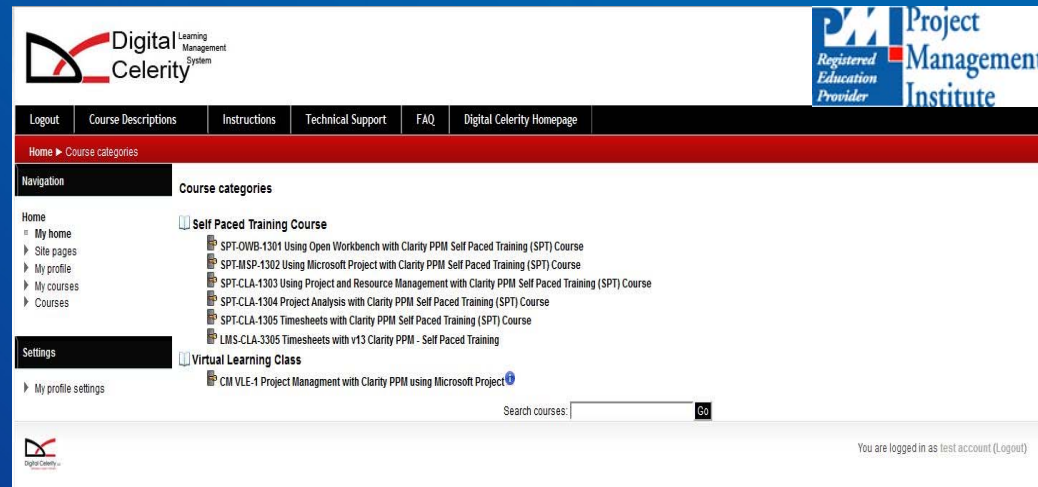 Digital Learning Management System
Celerity
PM Project
Registered Management
Education
Provider Institute
Logout Course Descriptions Instructions Technical Support FAQ Digital Celerity Homepage
Home ► Course categories
Navigation
Home
My home
Site pages
My profile
My courses
Courses
Settings
My profile settings
Course categories
Self Paced Training Course
SPT-OWB-1301 Using Open Workbench with Clarity PPM Self Paced Training (SPT) Course
SPT-MSP-1302 Using Microsoft Project with Clarity PPM Self Paced Training (SPT) Course
SPT-CLA-1303 Using Project and Resource Management with Clarity PPM Self Paced Training (SPT) Course
SPT-CLA-1304 Project Analysis with Clarity PPM Self Paced Training (SPT) Course
SPT-CLA-1305 Timesheets with Clarity PPM Self Paced Training (SPT) Course
LMS-CLA-3305 Timesheets with v13 Clarity PPM - Self Paced Training
Virtual Learning Class
CM VLE-1 Project Managment with Clarity PPM using Microsoft Project
Search courses: Go
Digital Celerity
You are logged in as test account (Logout)